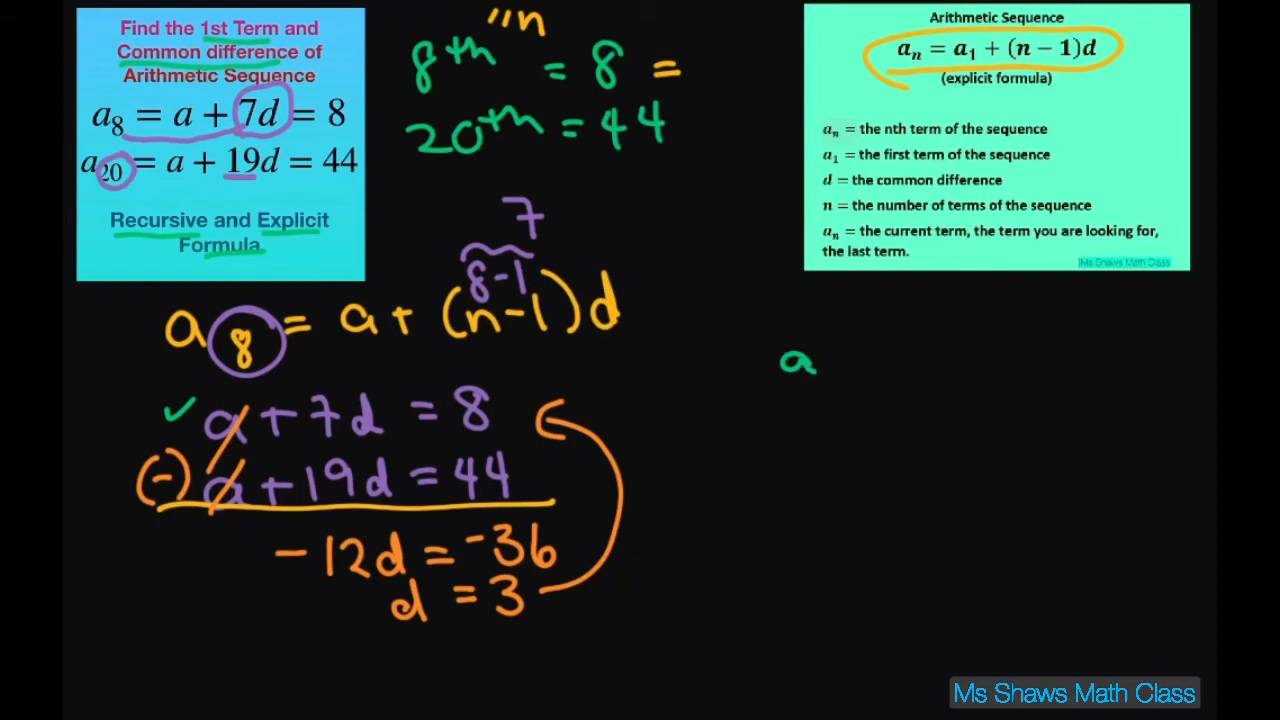 Find the 1st Term and
Common difference of
Arithmetic Sequence
a8 = a + 7d = 8
a20 = a + 19d = 44
Recursive and Explicit
Formula
"n
8th = 8 =
20th = 44
Arithmetic Sequence
an = a1 + (n − 1)d
(explicit formula)
an = the nth term of the sequence
a1 = the first term of the sequence
d = the common difference
n = the number of terms of the sequence
an = the current term, the term you are looking for,
the last term.
Ms Shaws Math Class
7
8-1
a8 = a + (n-1)d
a + 7d = 8
(-) a + 19d = 44
-12d = -36
d = 3
a
Ms Shaws Math Class